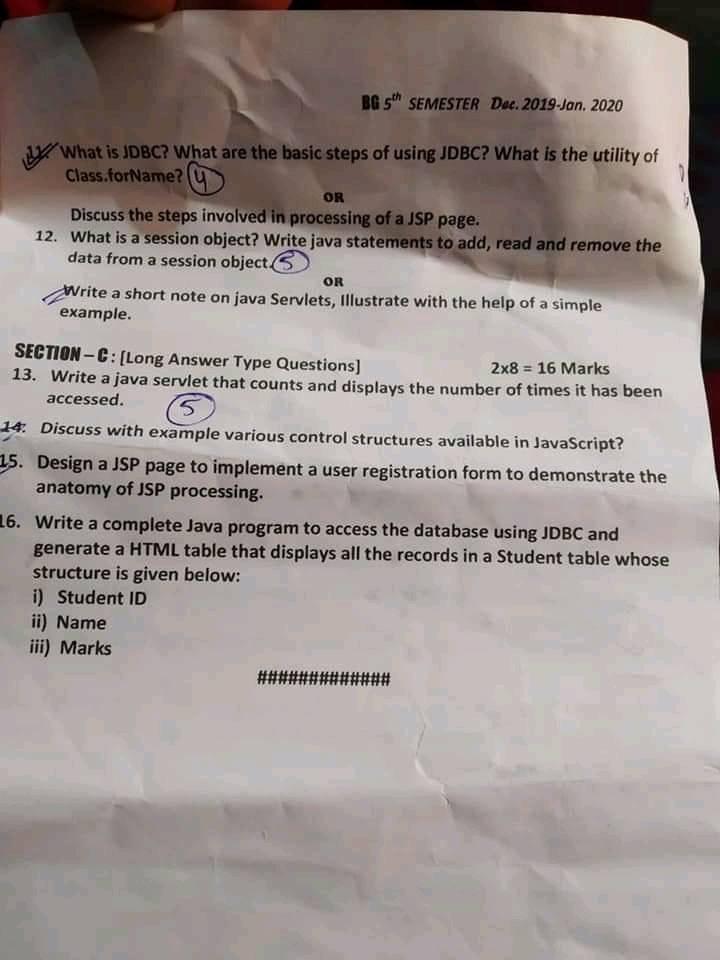 BG 5th SEMESTER Dec. 2019-Jan. 2020
11. What is JDBC? What are the basic steps of using JDBC? What is the utility of
Class.forName? 4
OR
Discuss the steps involved in processing of a JSP page.
12. What is a session object? Write java statements to add, read and remove the
data from a session object. 5
OR
Write a short note on java Servlets, Illustrate with the help of a simple
example.
SECTION – C : [Long Answer Type Questions] 2x8 = 16 Marks
13. Write a java servlet that counts and displays the number of times it has been
accessed. 5
14. Discuss with example various control structures available in JavaScript?
15. Design a JSP page to implement a user registration form to demonstrate the
anatomy of JSP processing.
16. Write a complete Java program to access the database using JDBC and
generate a HTML table that displays all the records in a Student table whose
structure is given below:
i) Student ID
ii) Name
iii) Marks
#############